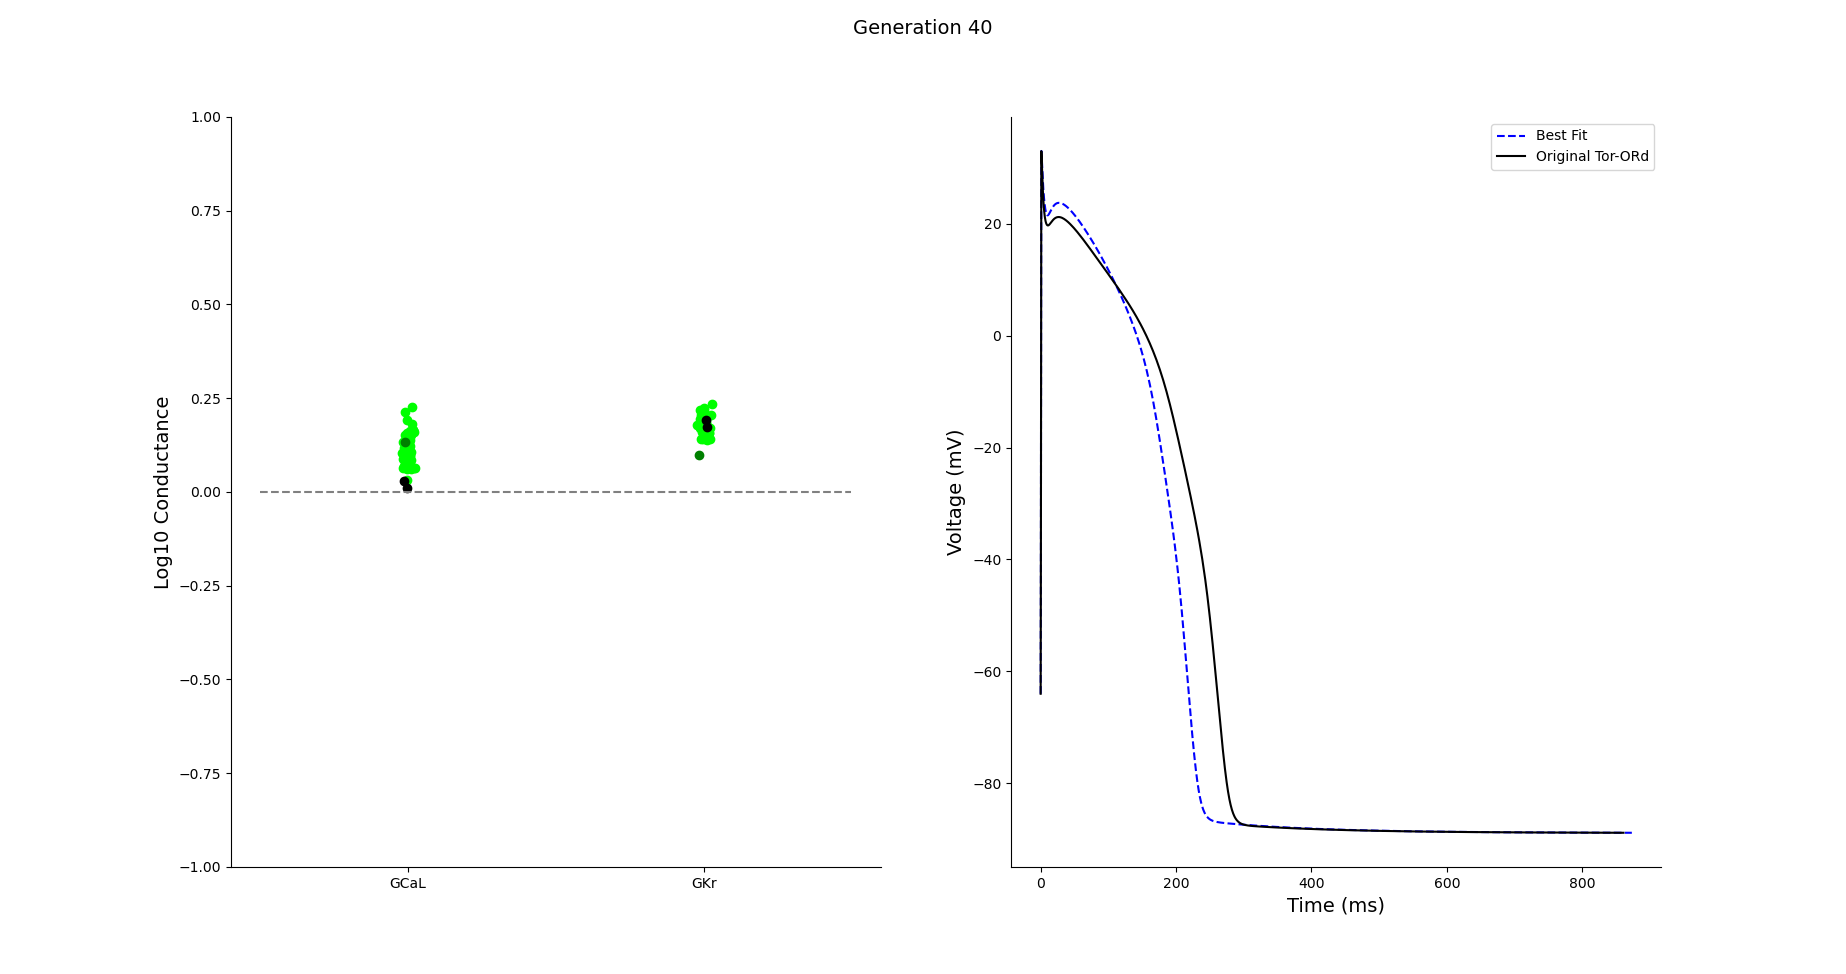 Generation 40
1.00
0.75
0.50
0.25
0.00
−0.25
−0.50
−0.75
−1.00
Log10 Conductance
GCaL
GKr
Best Fit
Original Tor-ORd
20
0
−20
−40
−60
−80
Voltage (mV)
0
200
400
600
800
Time (ms)